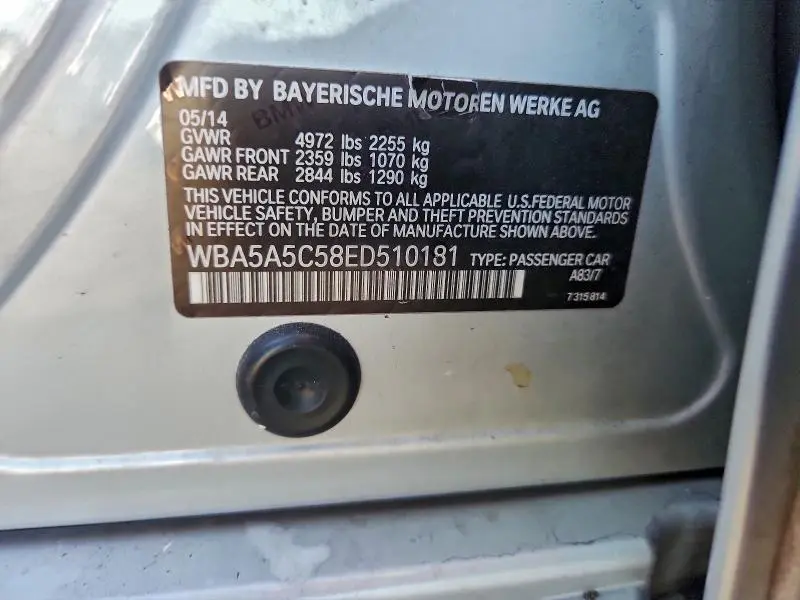 MFD BY BAYERISCHE MOTOREN WERKE AG
05/14
GVWR 4972 lbs 2255 kg
GAWR FRONT 2359 lbs 1070 kg
GAWR REAR 2844 lbs 1290 kg
THIS VEHICLE CONFORMS TO ALL APPLICABLE U.S.FEDERAL MOTOR
VEHICLE SAFETY, BUMPER AND THEFT PREVENTION STANDARDS
IN EFFECT ON THE DATE OF MANUFACTURE SHOWN ABOVE.
WBA5A5C58ED510181 TYPE: PASSENGER CAR
A83/7
7315814